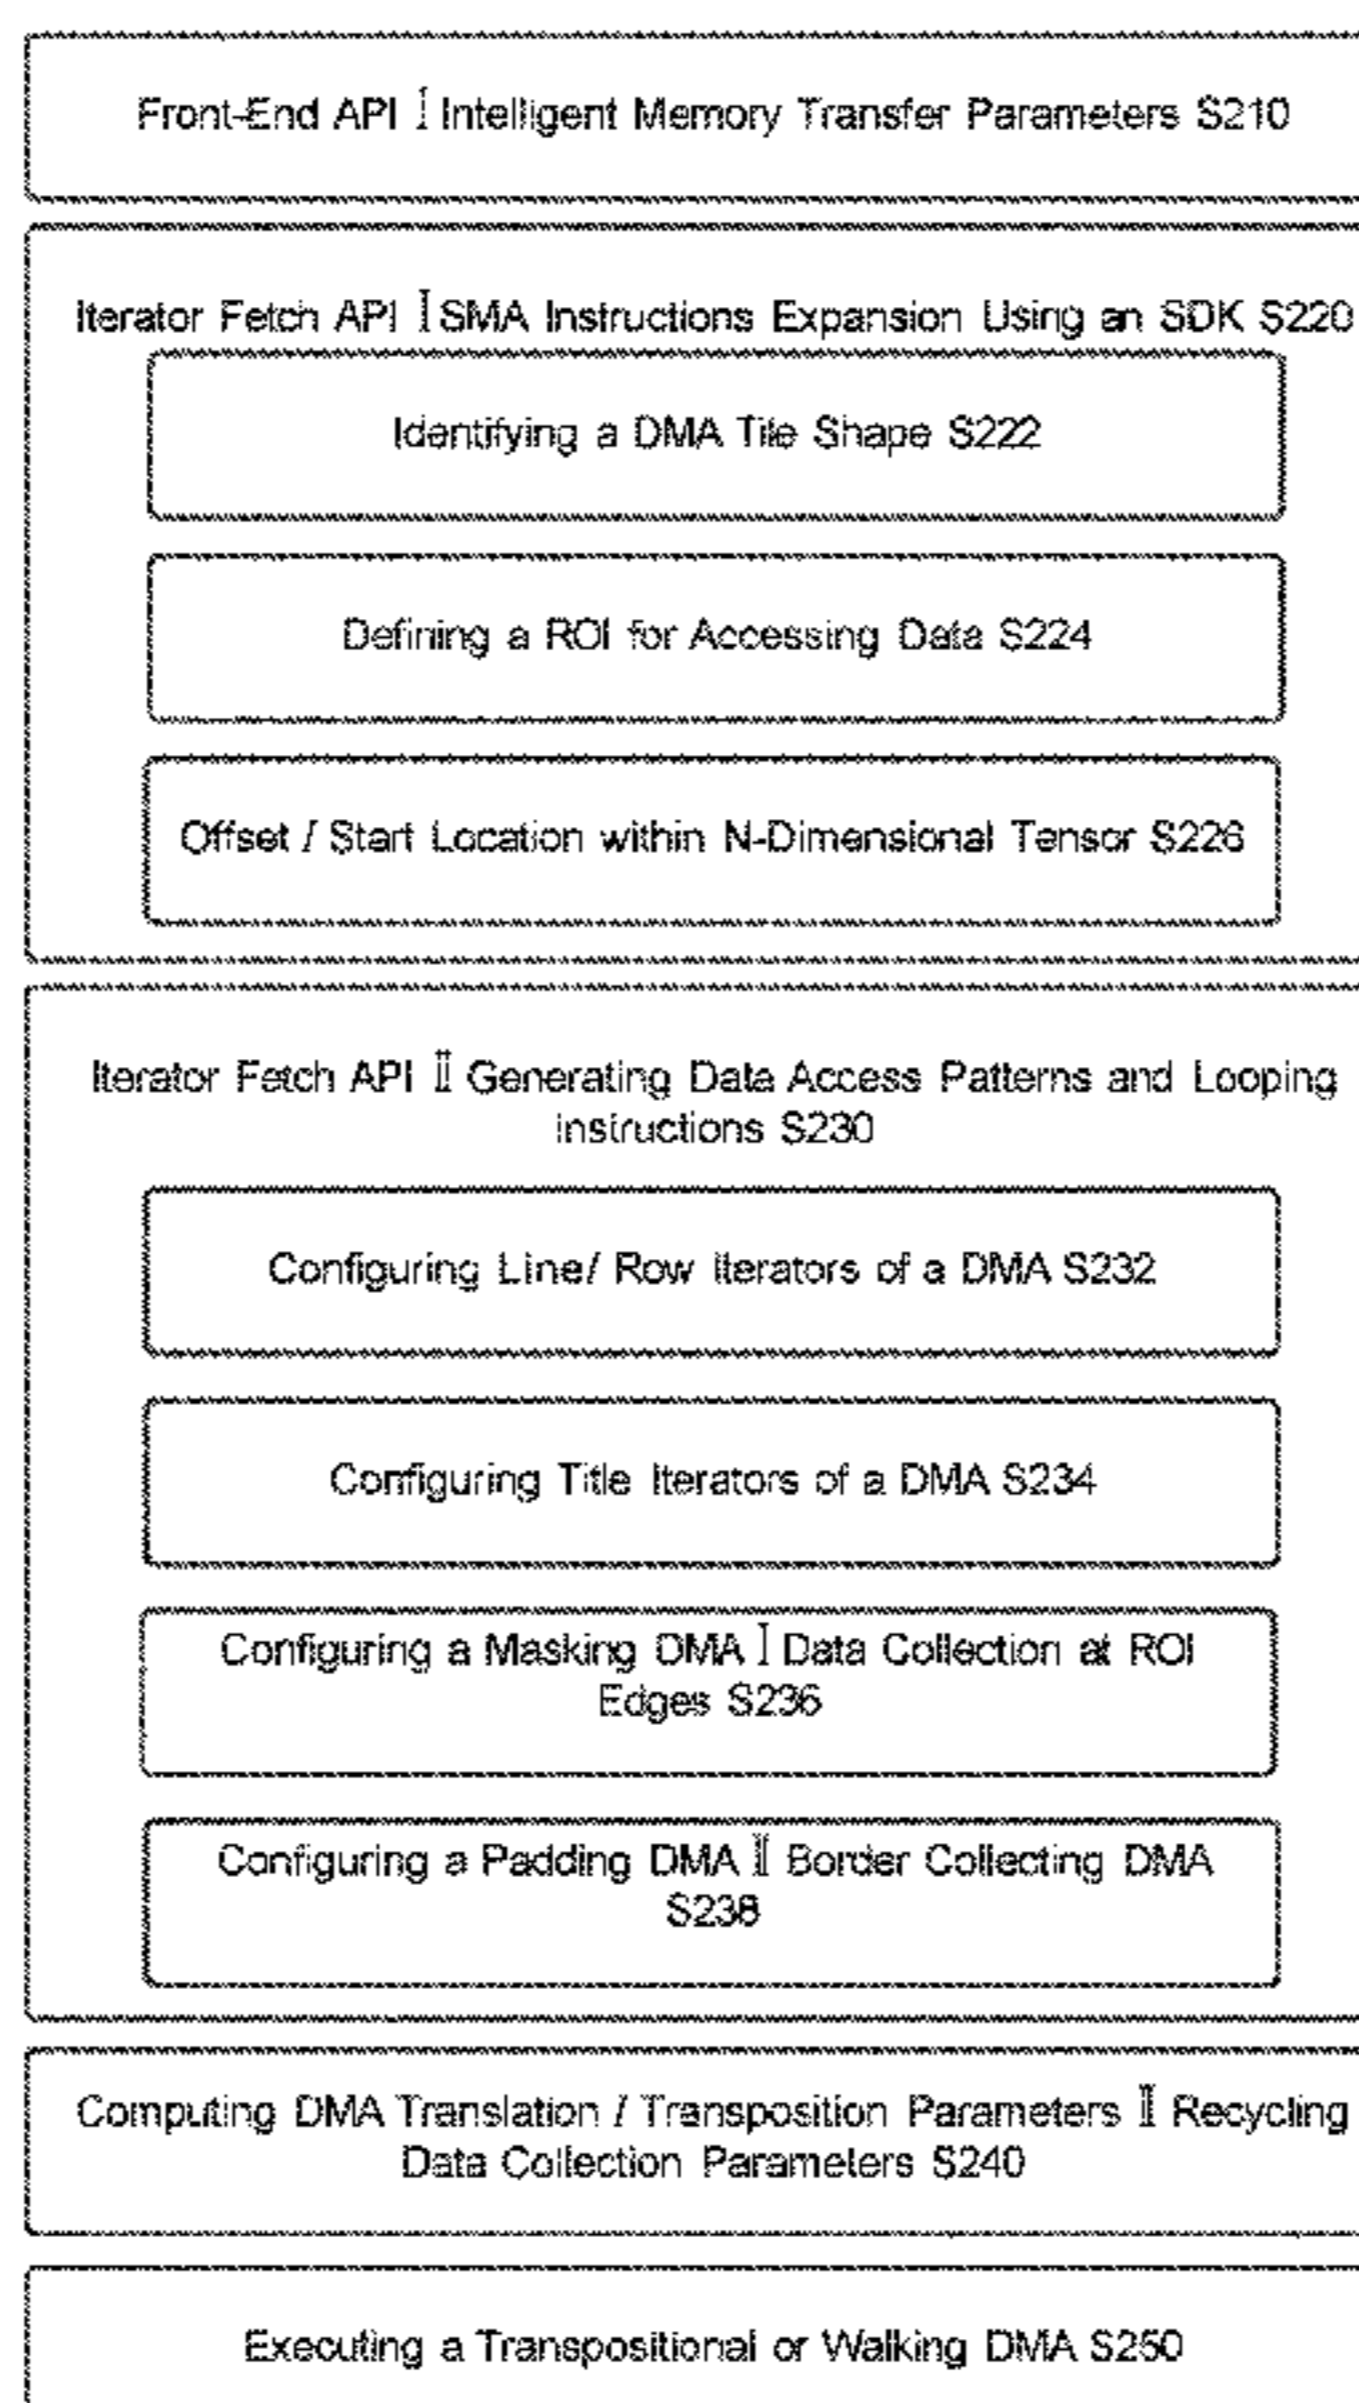 Front-End API I Intelligent Memory Transfer Parameters S210
Iterator Fetch API I SMA Instructions Expansion Using an SDK S220
Identifying a DMA Tile Shape S222
Defining a ROI for Accessing Data S224
Offset / Start Location within N-Dimensional Tensor S226
Iterator Fetch API II Generating Data Access Patterns and Looping
Instructions S230
Configuring Line/ Row Iterators of a DMA S232
Configuring Title Iterators of a DMA S234
Configuring a Masking DMA I Data Collection at ROI
Edges S236
Configuring a Padding DMA II Border Collecting DMA
S238
Computing DMA Translation / Transposition Parameters II Recycling
Data Collection Parameters S240
Executing a Transpositional or Walking DMA S250